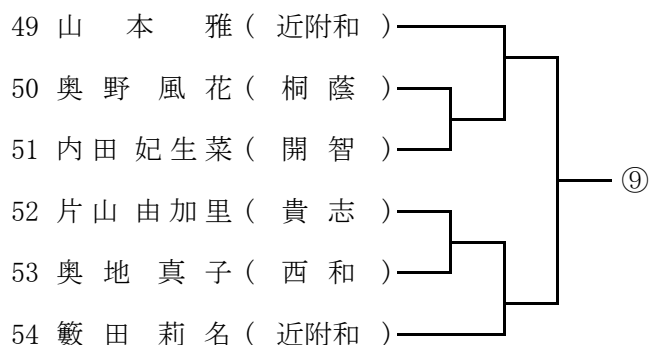 49 山 本 雅 ( 近附和 )
50 奥 野 風 花 ( 桐 蔭 )
51 内 田 妃 生 菜 ( 開 智 )
52 片 山 由 加 里 ( 貴 志 )
53 奥 地 真 子 ( 西 和 )
54 籔 田 莉 名 ( 近附和 )
⑨